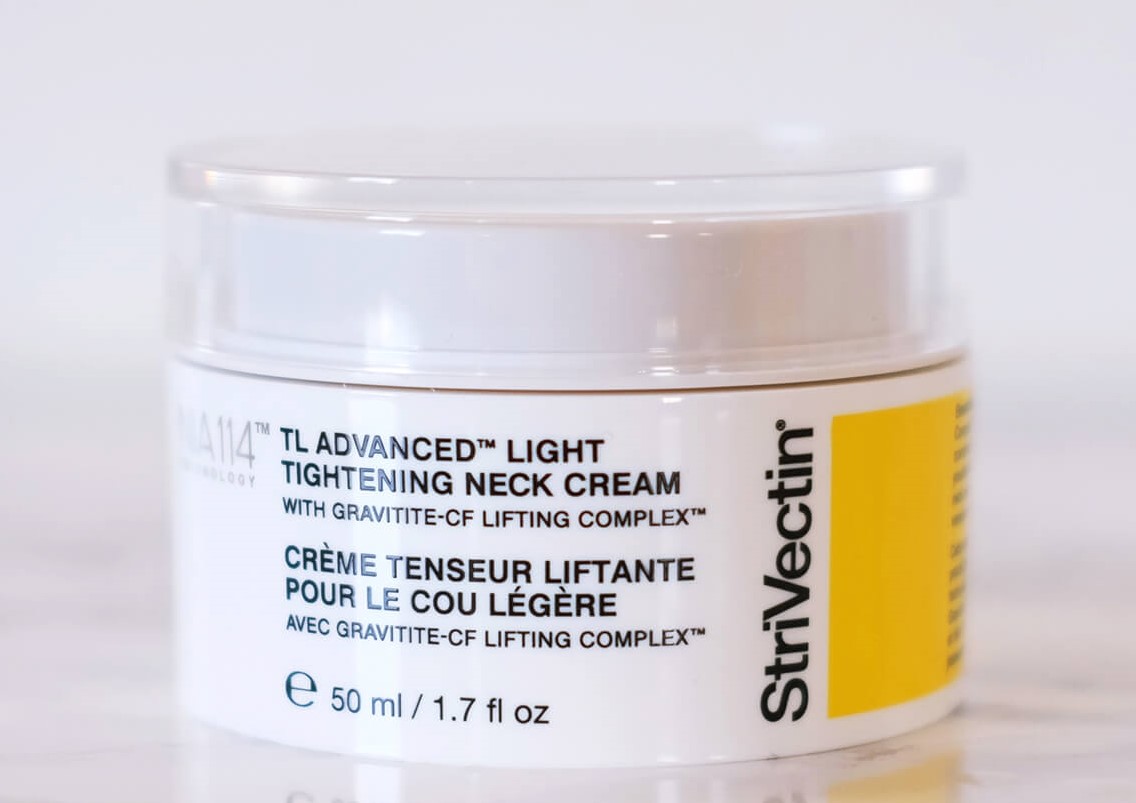 114™
TL ADVANCED™ LIGHT
TIGHTENING NECK CREAM
WITH GRAVITITE-CF LIFTING COMPLEX™
CRÈME TENSEUR LIFTANTE
POUR LE COU LÉGÈRE
AVEC GRAVITITE-CF LIFTING COMPLEX™
℮ 50 ml / 1.7 fl oz
StriVectin®